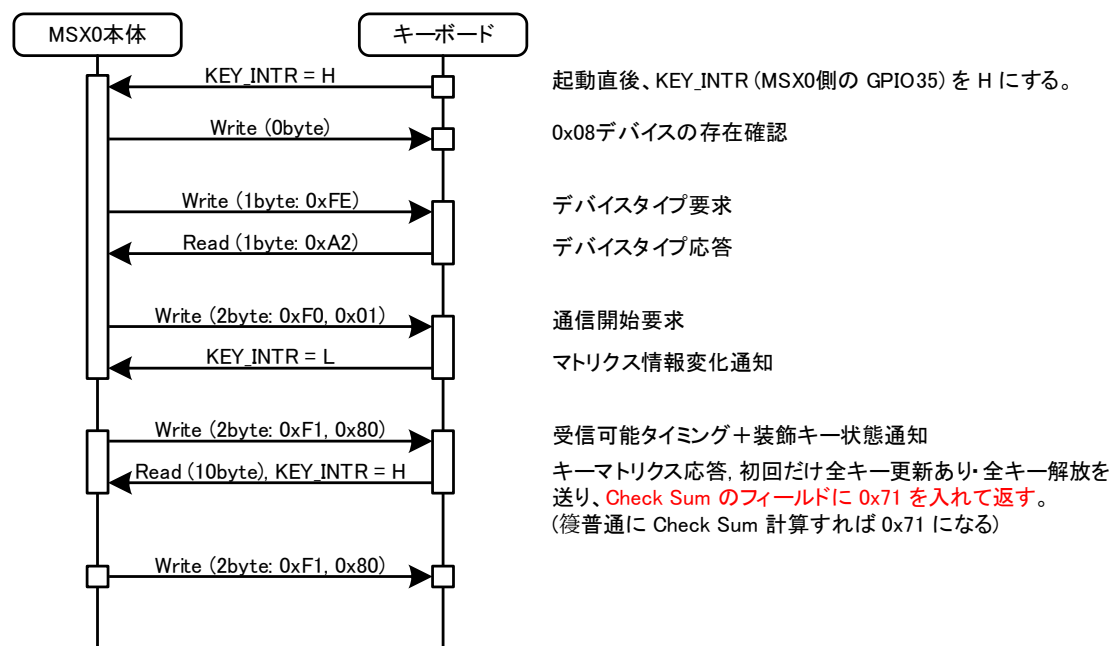 MSX0本体
キーボード
KEY_INTR = H
起動直後、KEY_INTR (MSX0側の GPIO35) を H にする。
Write (0byte)
0x08デバイスの存在確認
Write (1byte: 0xFE)
デバイスタイプ要求
Read (1byte: 0xA2)
デバイスタイプ応答
Write (2byte: 0xF0, 0x01)
通信開始要求
KEY_INTR = L
マトリクス情報変化通知
Write (2byte: 0xF1, 0x80)
受信可能タイミング＋装飾キー状態通知
Read (10byte), KEY_INTR = H
キーマトリクス応答, 初回だけ全キー更新あり・全キー解放を
送り、Check Sum のフィールドに 0x71 を入れて返す。
(篗普通に Check Sum 計算すれば 0x71 になる)
Write (2byte: 0xF1, 0x80)